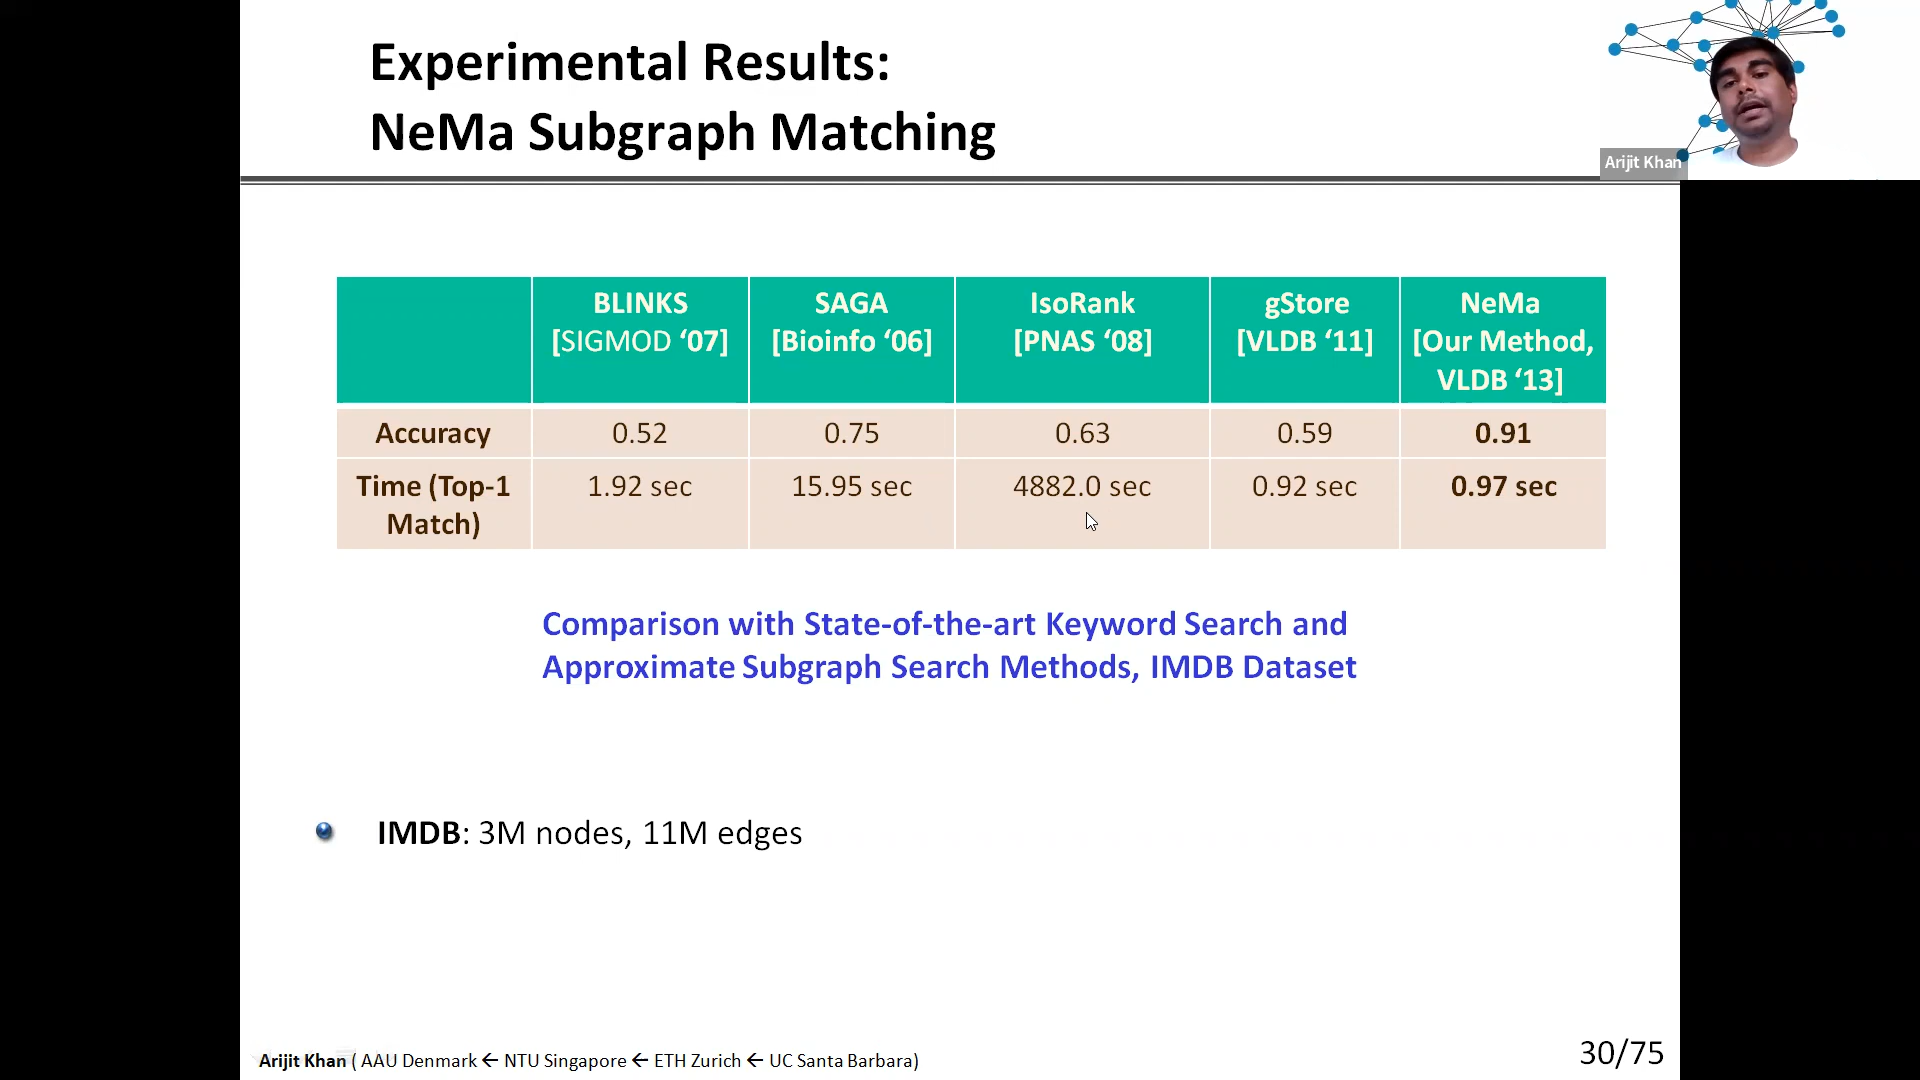 Experimental Results:
NeMa Subgraph Matching
Arijit Khan
BLINKS
[SIGMOD ‘07]
SAGA
[Bioinfo ‘06]
IsoRank
[PNAS ‘08]
gStore
[VLDB ‘11]
NeMa
[Our Method,
VLDB ‘13]
Accuracy
0.52
0.75
0.63
0.59
0.91
Time (Top-1
Match)
1.92 sec
15.95 sec
4882.0 sec
0.92 sec
0.97 sec
Comparison with State-of-the-art Keyword Search and
Approximate Subgraph Search Methods, IMDB Dataset
IMDB: 3M nodes, 11M edges
Arijit Khan ( AAU Denmark ← NTU Singapore ← ETH Zurich ← UC Santa Barbara)
30/75